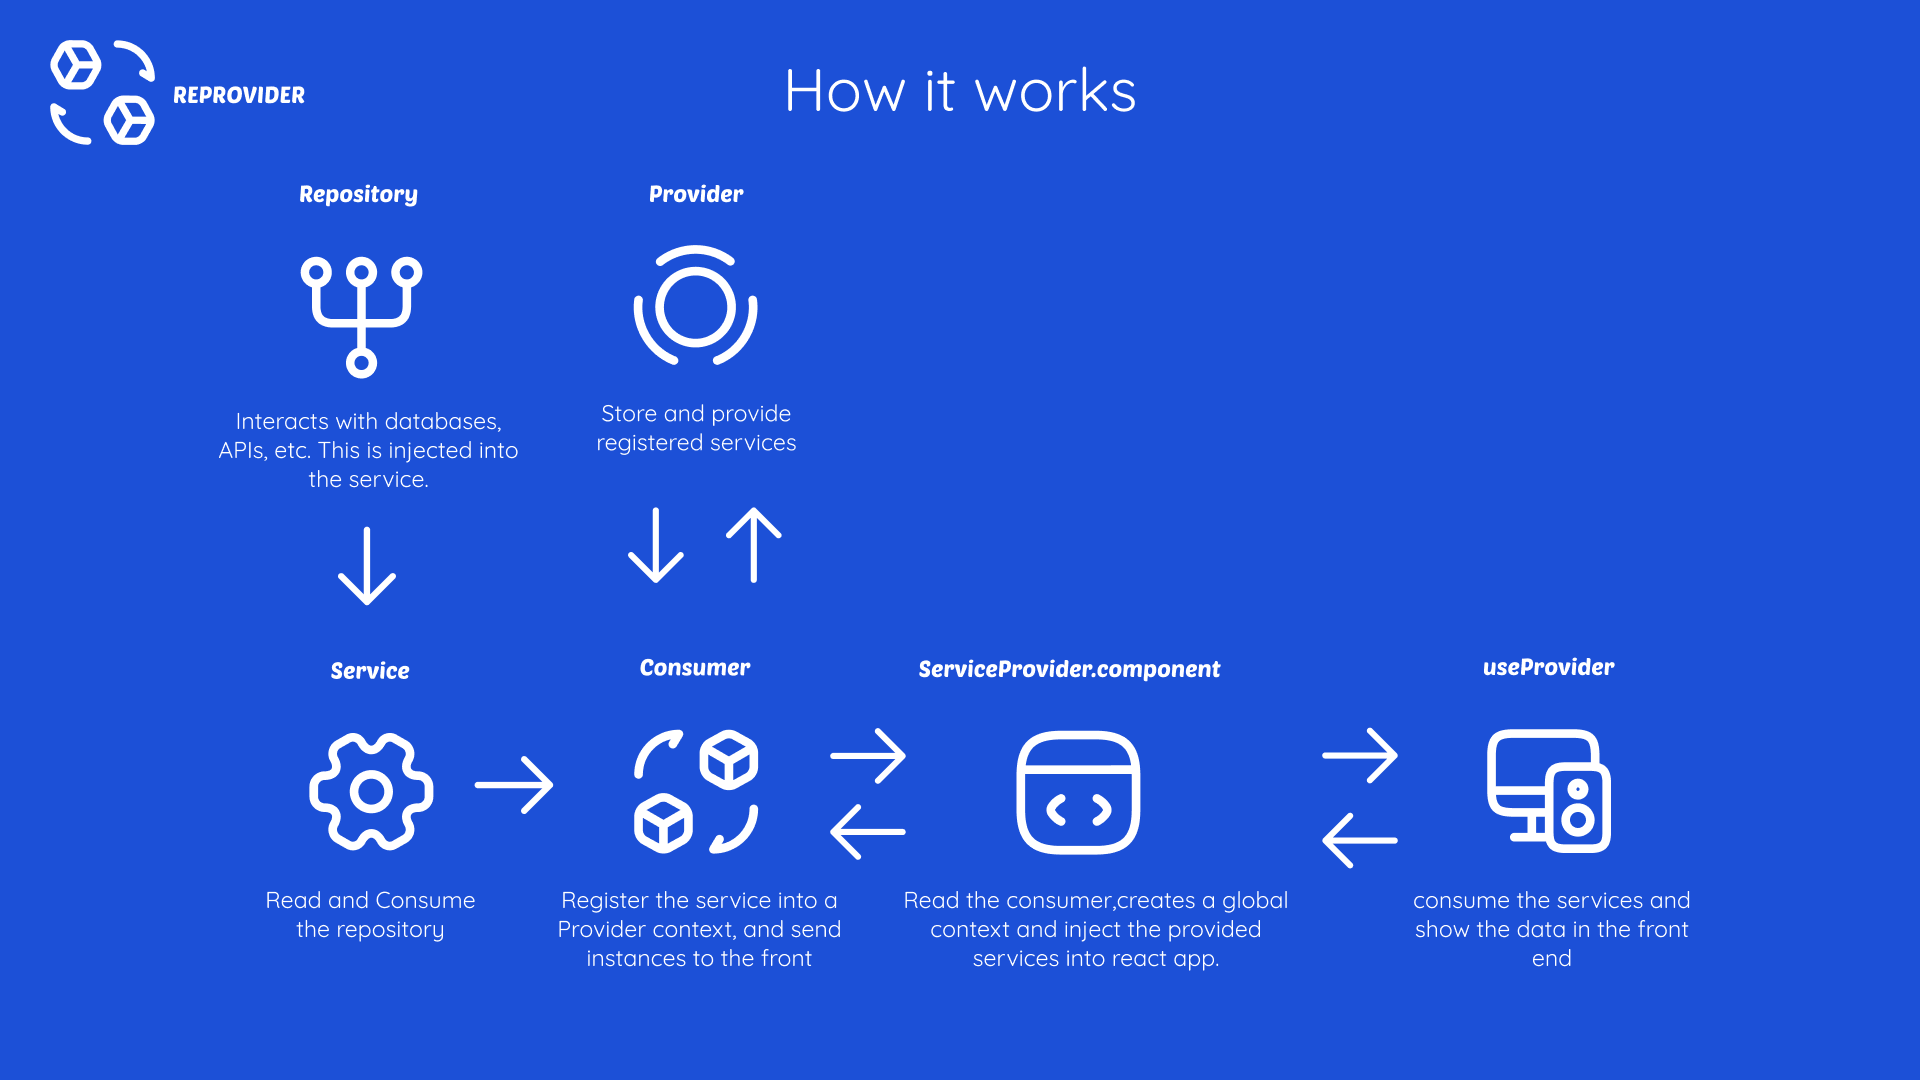 REPROVIDER
How it works
Repository
Interacts with databases,
APIs, etc. This is injected into
the service.
Provider
Store and provide
registered services
Service
Read and Consume
the repository
Consumer
Register the service into a
Provider context, and send
instances to the front
ServiceProvider.component
Read the consumer,creates a global
context and inject the provided
services into react app.
useProvider
consume the services and
show the data in the front
end